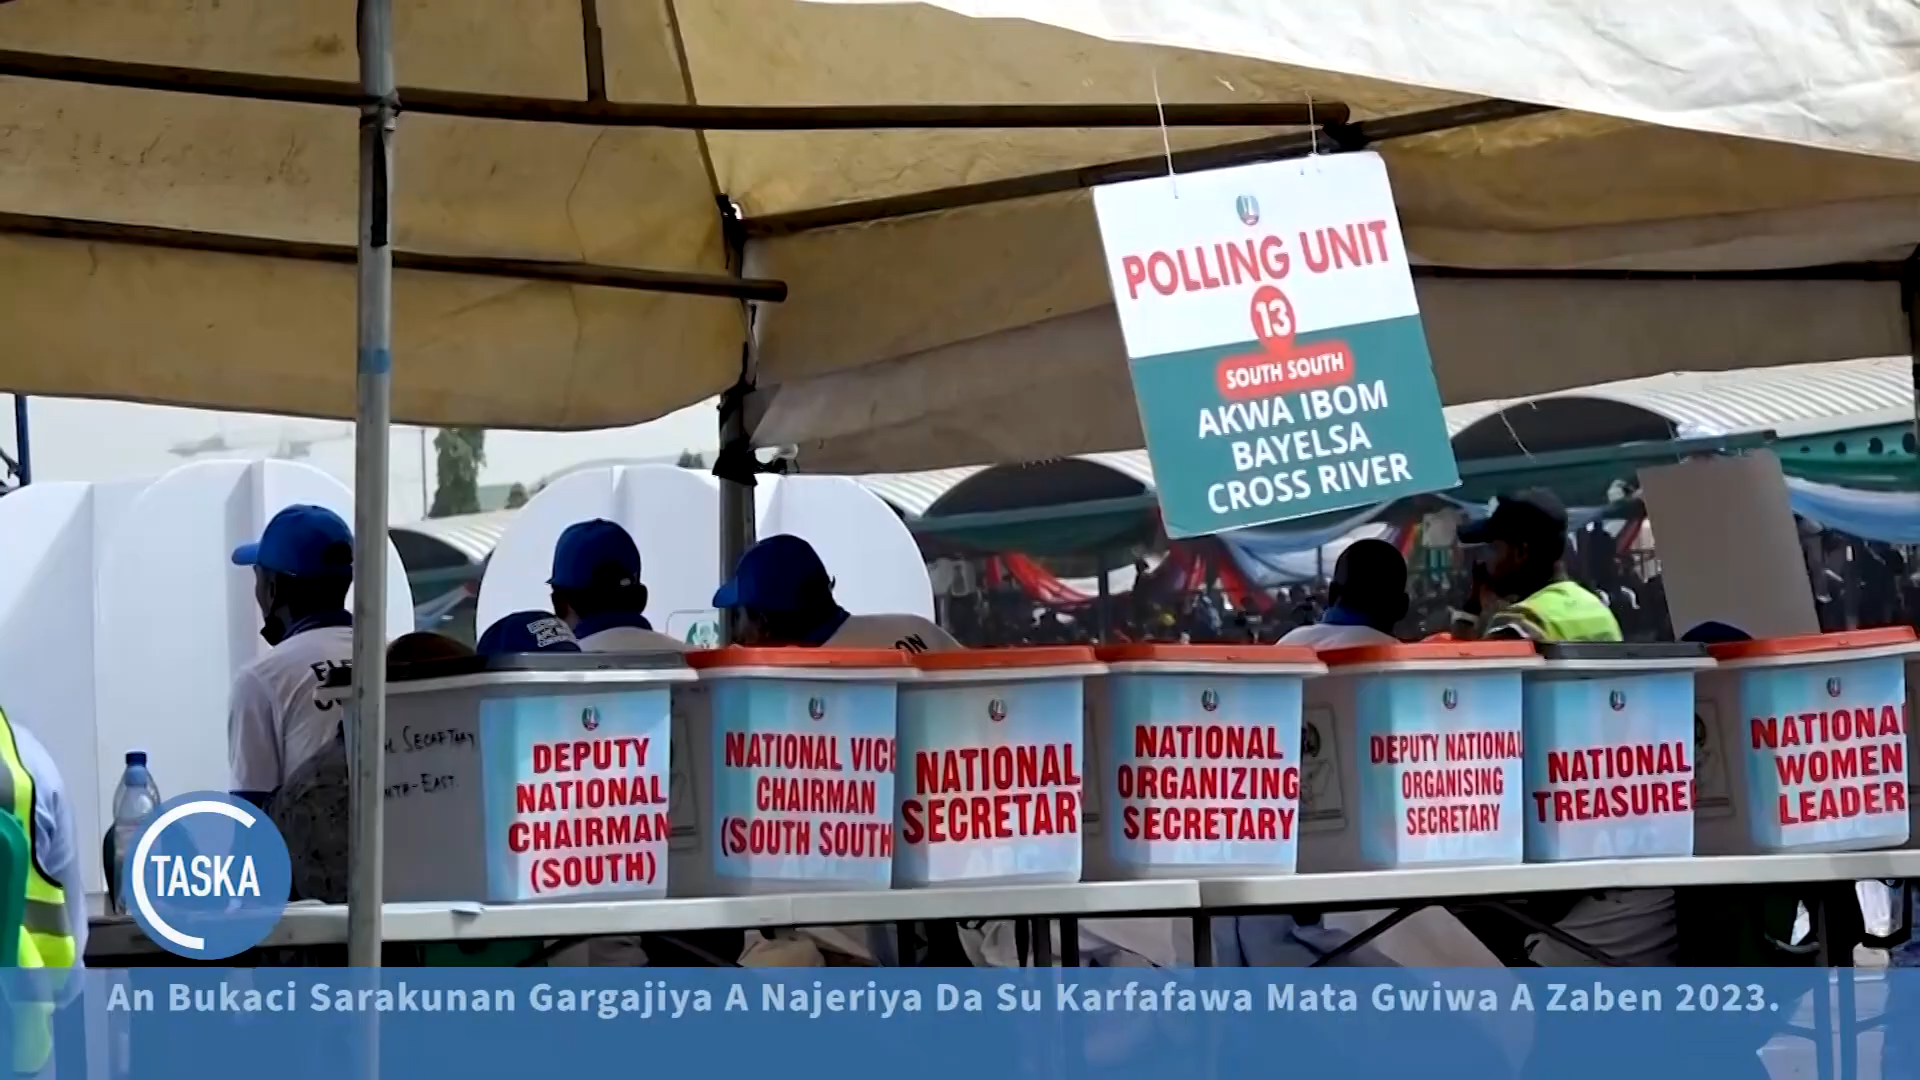 POLLING UNIT
13
SOUTH SOUTH
AKWA IBOM
BAYELSA
CROSS RIVER
SECRETARY
DEPUTY
NATIONAL
CHAIRMAN
(SOUTH)
NATIONAL VICE
CHAIRMAN
(SOUTH SOUTH
NATIONAL
SECRETARY
NATIONAL
ORGANIZING
SECRETARY
DEPUTY NATIONAL
ORGANISING
SECRETARY
NATIONAL
TREASURER
NATIONAL
WOMEN
LEADER
TASKA
An Bukaci Sarakunan Gargajiya A Najeriya Da Su Karfafawa Mata Gwiwa A Zaben 2023.